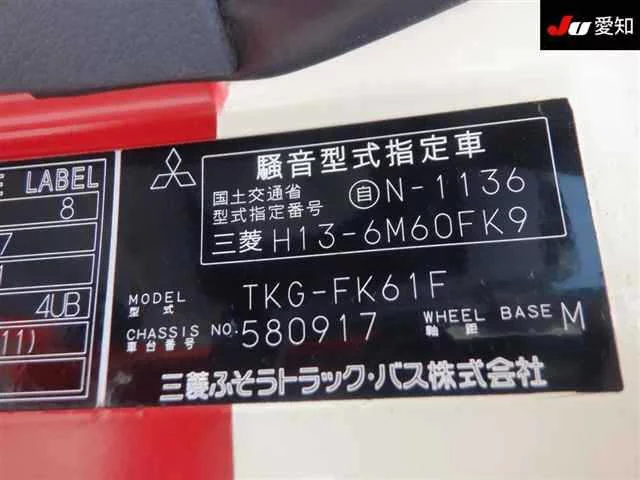 JU 愛知
E LABEL
8
7
1
4UB
11)
騒音型式指定車
国土交通省
型式指定番号
自N-1136
三菱 H13-6M60FK9
MODEL
型式
TKG-FK61F
CHASSIS NO.
車台番号
580917
WHEEL BASE
軸距
M
三菱ふそうトラック・バス株式会社